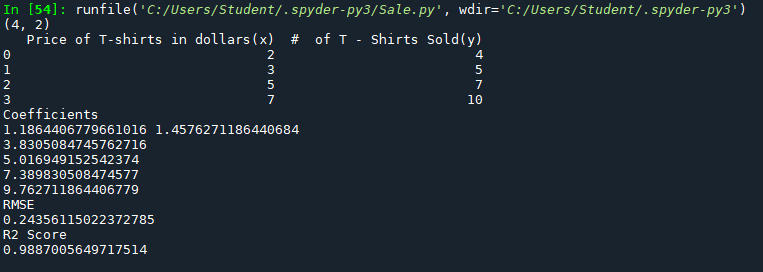 In [54]: runfile('C:/Users/Student/.spyder-py3/Sale.py', wdir='C:/Users/Student/.spyder-py3')
(4, 2)
   Price of T-shirts in dollars(x)  #  of T - Shirts Sold(y)
0                                2                         4
1                                3                         5
2                                5                         7
3                                7                        10
Coefficients
1.1864406779661016 1.4576271186440684
3.8305084745762716
5.016949152542374
7.389830508474577
9.762711864406779
RMSE
0.24356115022372785
R2 Score
0.9887005649717514